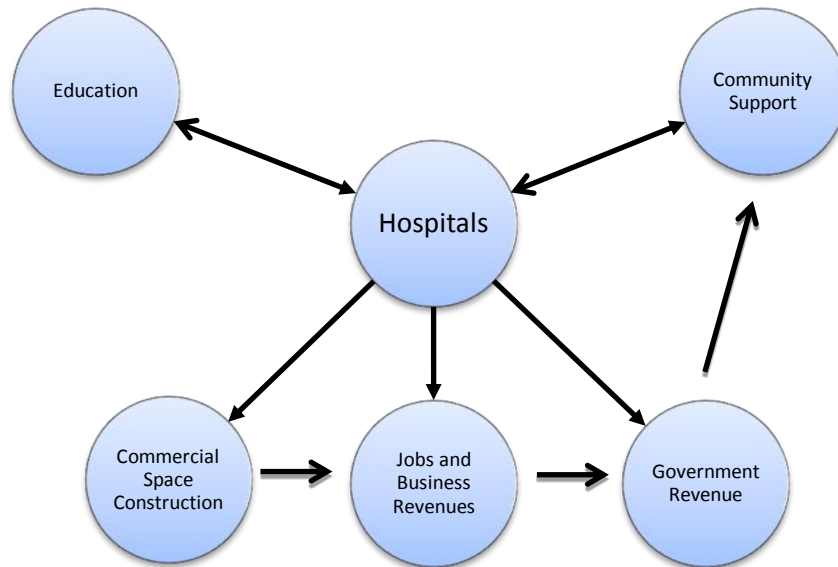 Education
Community
Support
Hospitals
Commercial
Space
Construction
Jobs and
Business
Revenues
Government
Revenue